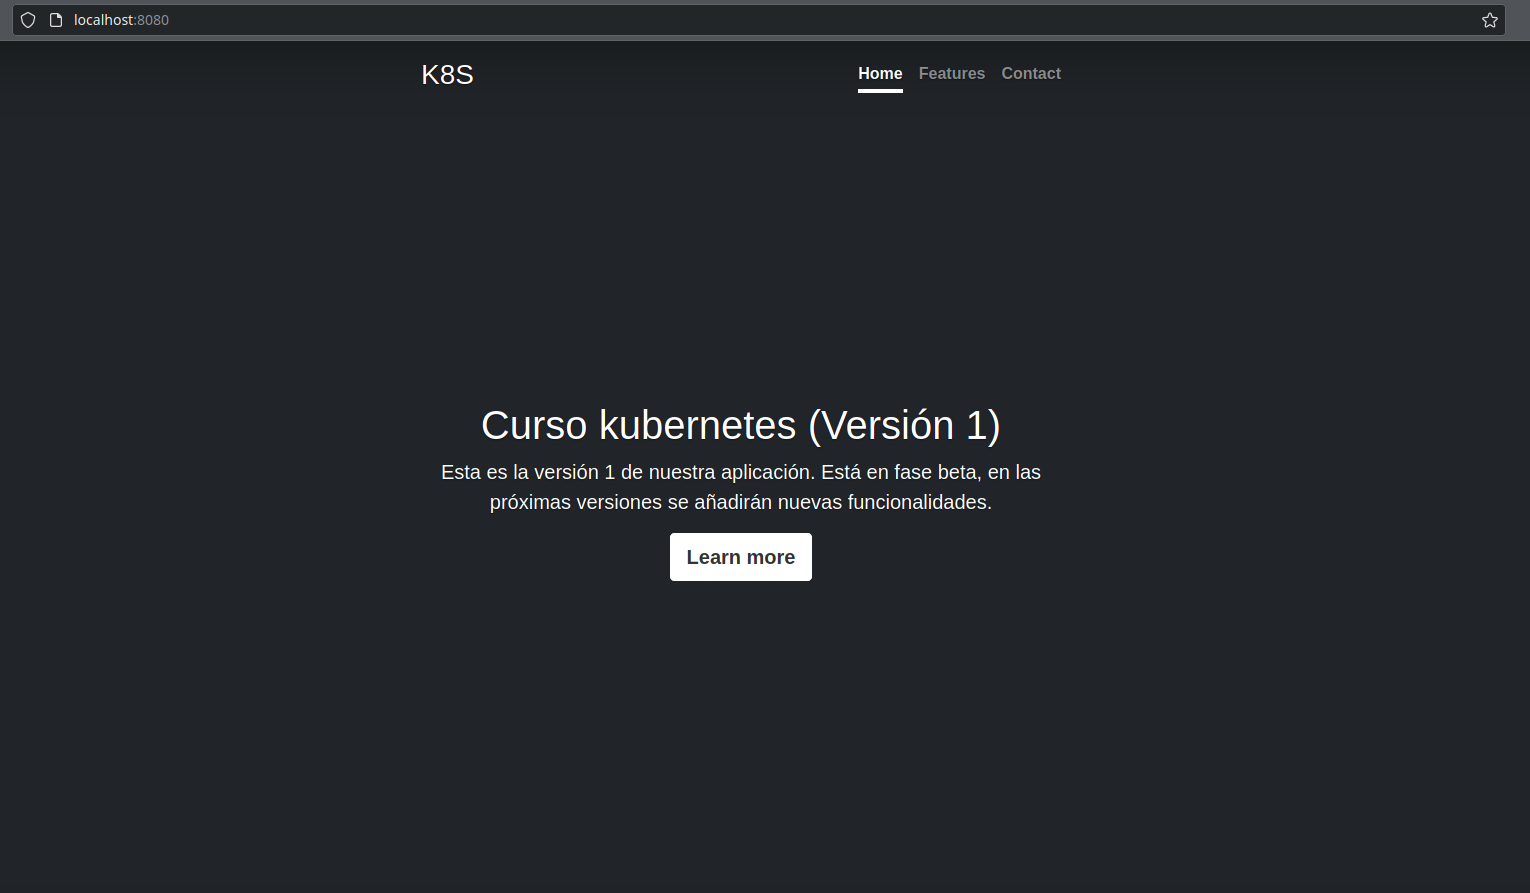 localhost:8080
K8S
Home Features Contact
Curso kubernetes (Versión 1)
Esta es la versión 1 de nuestra aplicación. Está en fase beta, en las
próximas versiones se añadirán nuevas funcionalidades.
Learn more